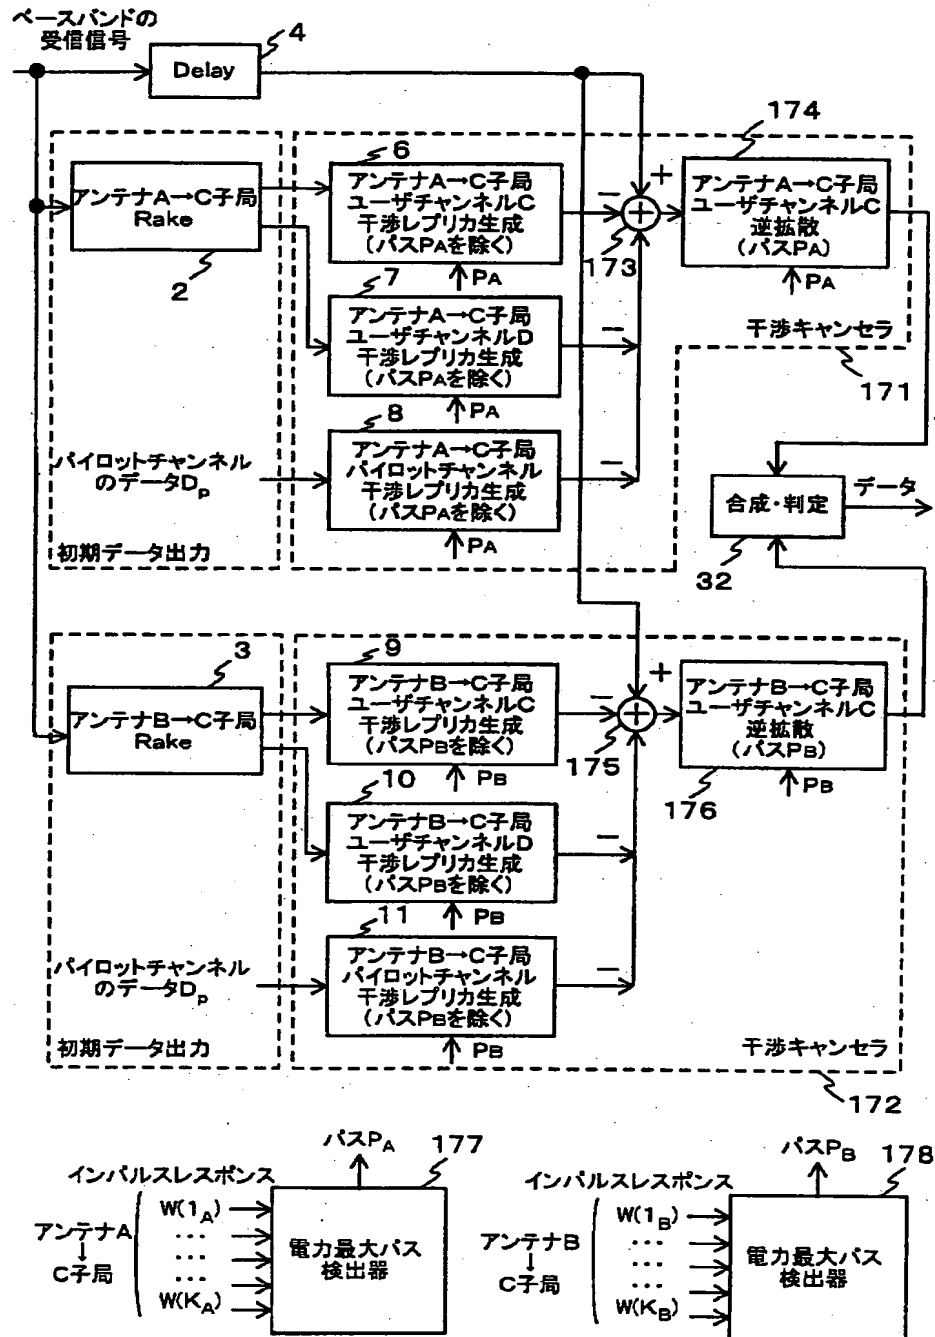 ベースバンドの
受信信号
4
Delay
174
6
アンテナA→C子局
Rake
2
アンテナA→C子局
ユーザチャンネルC
干渉レプリカ生成
(パスPAを除く)
PA
－
＋
173
アンテナA→C子局
ユーザチャンネルC
逆拡散
(パスPA)
PA
7
アンテナA→C子局
ユーザチャンネルD
干渉レプリカ生成
(パスPAを除く)
PA
－
干渉キャンセラ
171
8
パイロットチャンネル
のデータDp
アンテナA→C子局
パイロットチャンネル
干渉レプリカ生成
(パスPAを除く)
PA
－
合成・判定
データ
32
初期データ出力
3
アンテナB→C子局
Rake
9
アンテナB→C子局
ユーザチャンネルC
干渉レプリカ生成
(パスPBを除く)
PB
－
＋
175
アンテナB→C子局
ユーザチャンネルC
逆拡散
(パスPB)
PB
176
10
アンテナB→C子局
ユーザチャンネルD
干渉レプリカ生成
(パスPBを除く)
PB
－
11
パイロットチャンネル
のデータDp
アンテナB→C子局
パイロットチャンネル
干渉レプリカ生成
(パスPBを除く)
PB
－
初期データ出力
干渉キャンセラ
172
パスPA
177
インパルスレスポンス
アンテナA
↓
C子局
W(1A)
...
...
...
W(KA)
電力最大パス
検出器
パスPB
178
インパルスレスポンス
アンテナB
↓
C子局
W(1B)
...
...
...
W(KB)
電力最大パス
検出器